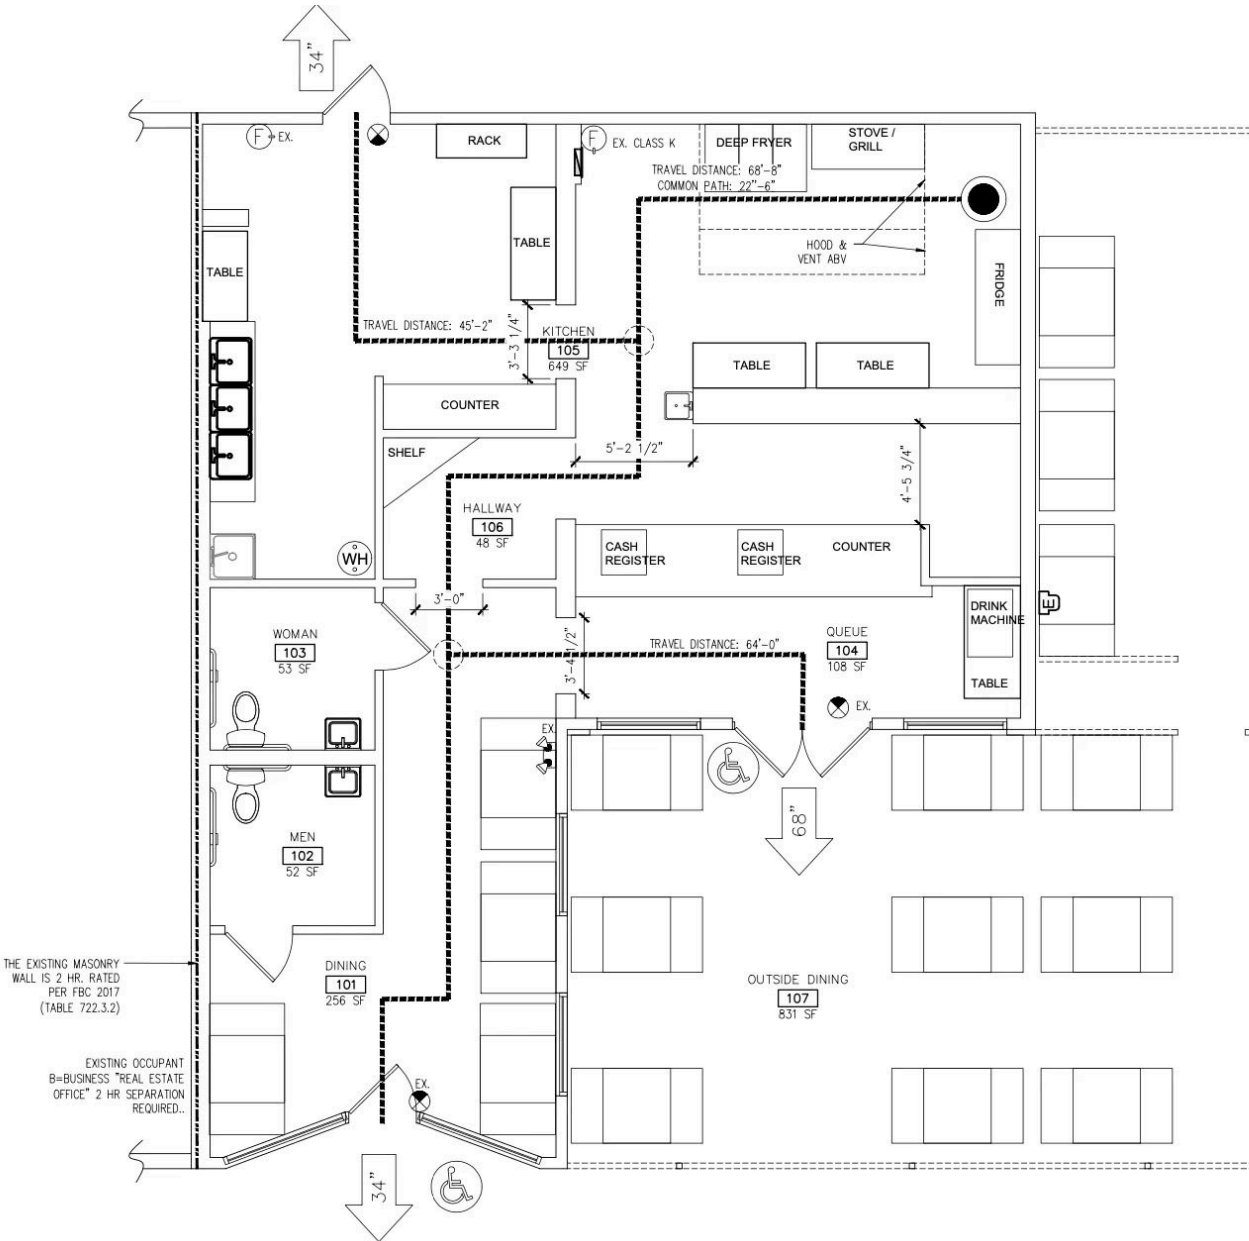 34"
F EX.
RACK
F EX. CLASS K
DEEP FRYER
STOVE /
GRILL
TRAVEL DISTANCE: 68'-8"
COMMON PATH: 22"-6"
TABLE
TABLE
HOOD &
VENT ABV
FRIDGE
TRAVEL DISTANCE: 45'-2"
3'-3 1/4"
KITCHEN
105
649 SF
TABLE
TABLE
COUNTER
SHELF
5'-2 1/2"
4'-5 3/4"
HALLWAY
106
48 SF
WH
CASH
REGISTER
CASH
REGISTER
COUNTER
3'-0"
DRINK
MACHINE
E
WOMAN
103
53 SF
3'-4 1/2"
TRAVEL DISTANCE: 64'-0"
QUEUE
104
108 SF
TABLE
EX.
EX.
68"
MEN
102
52 SF
THE EXISTING MASONRY
WALL IS 2 HR. RATED
PER FBC 2017
(TABLE 722.3.2)
DINING
101
256 SF
OUTSIDE DINING
107
831 SF
EXISTING OCCUPANT
B=BUSINESS "REAL ESTATE
OFFICE" 2 HR SEPARATION
REQUIRED..
EX.
34"